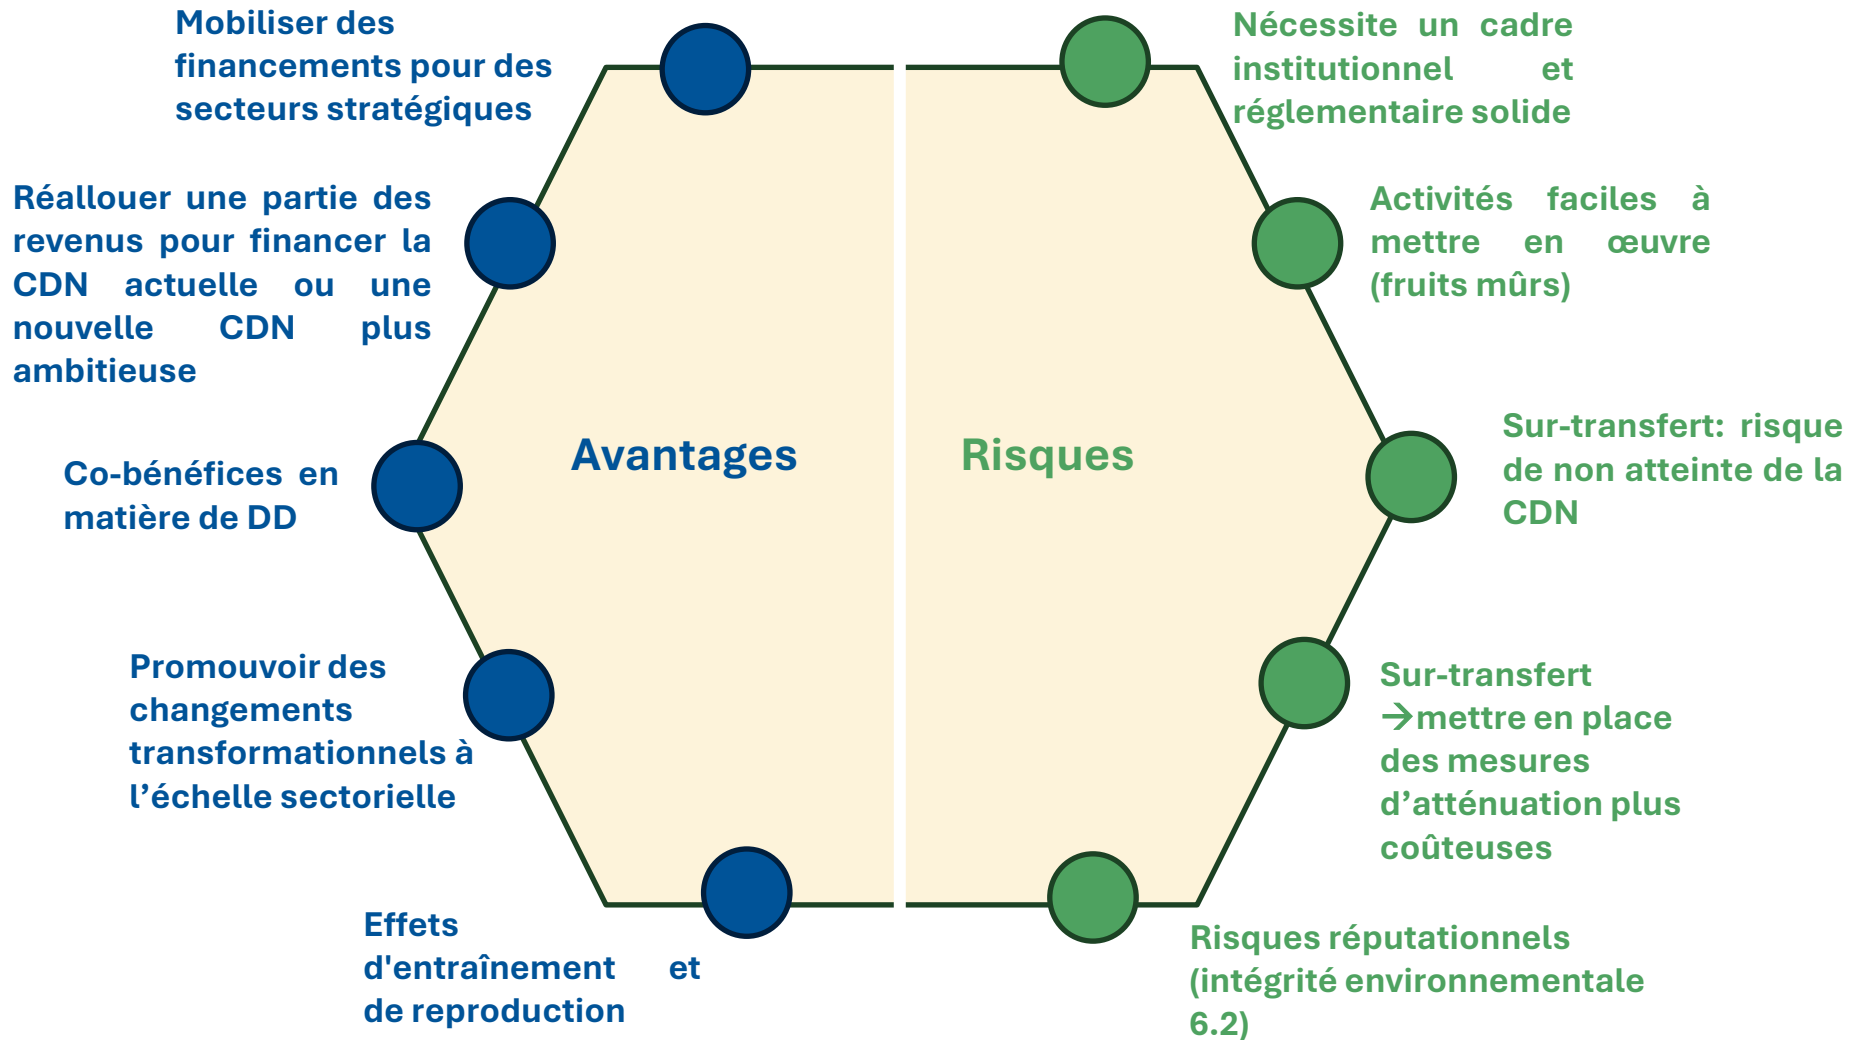 Mobiliser des
financements pour des
secteurs stratégiques
Réallouer une partie des
revenus pour financer la
CDN actuelle ou une
nouvelle CDN plus
ambitieuse
Co-bénéfices en
matière de DD
Promouvoir des
changements
transformationnels à
l’échelle sectorielle
Effets
d'entraînement et
de reproduction
Avantages
Risques
Nécessite un cadre
institutionnel et
réglementaire solide
Activités faciles à
mettre en œuvre
(fruits mûrs)
Sur-transfert: risque
de non atteinte de la
CDN
Sur-transfert
→mettre en place
des mesures
d’atténuation plus
coûteuses
Risques réputationnels
(intégrité environnementale
6.2)